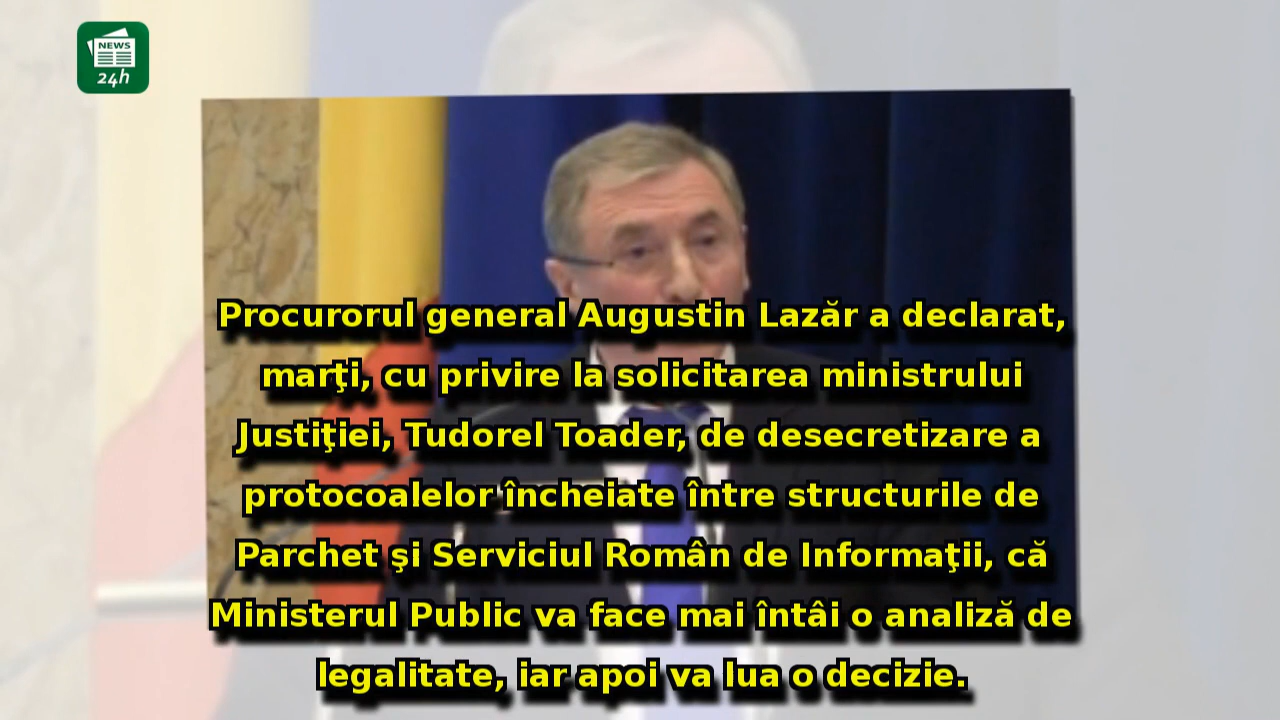 NEWS
24h
Procurorul general Augustin Lazăr a declarat,
marţi, cu privire la solicitarea ministrului
Justiţiei, Tudorel Toader, de desecretizare a
protocoalelor încheiate între structurile de
Parchet şi Serviciul Român de Informaţii, că
Ministerul Public va face mai întâi o analiză de
legalitate, iar apoi va lua o decizie.